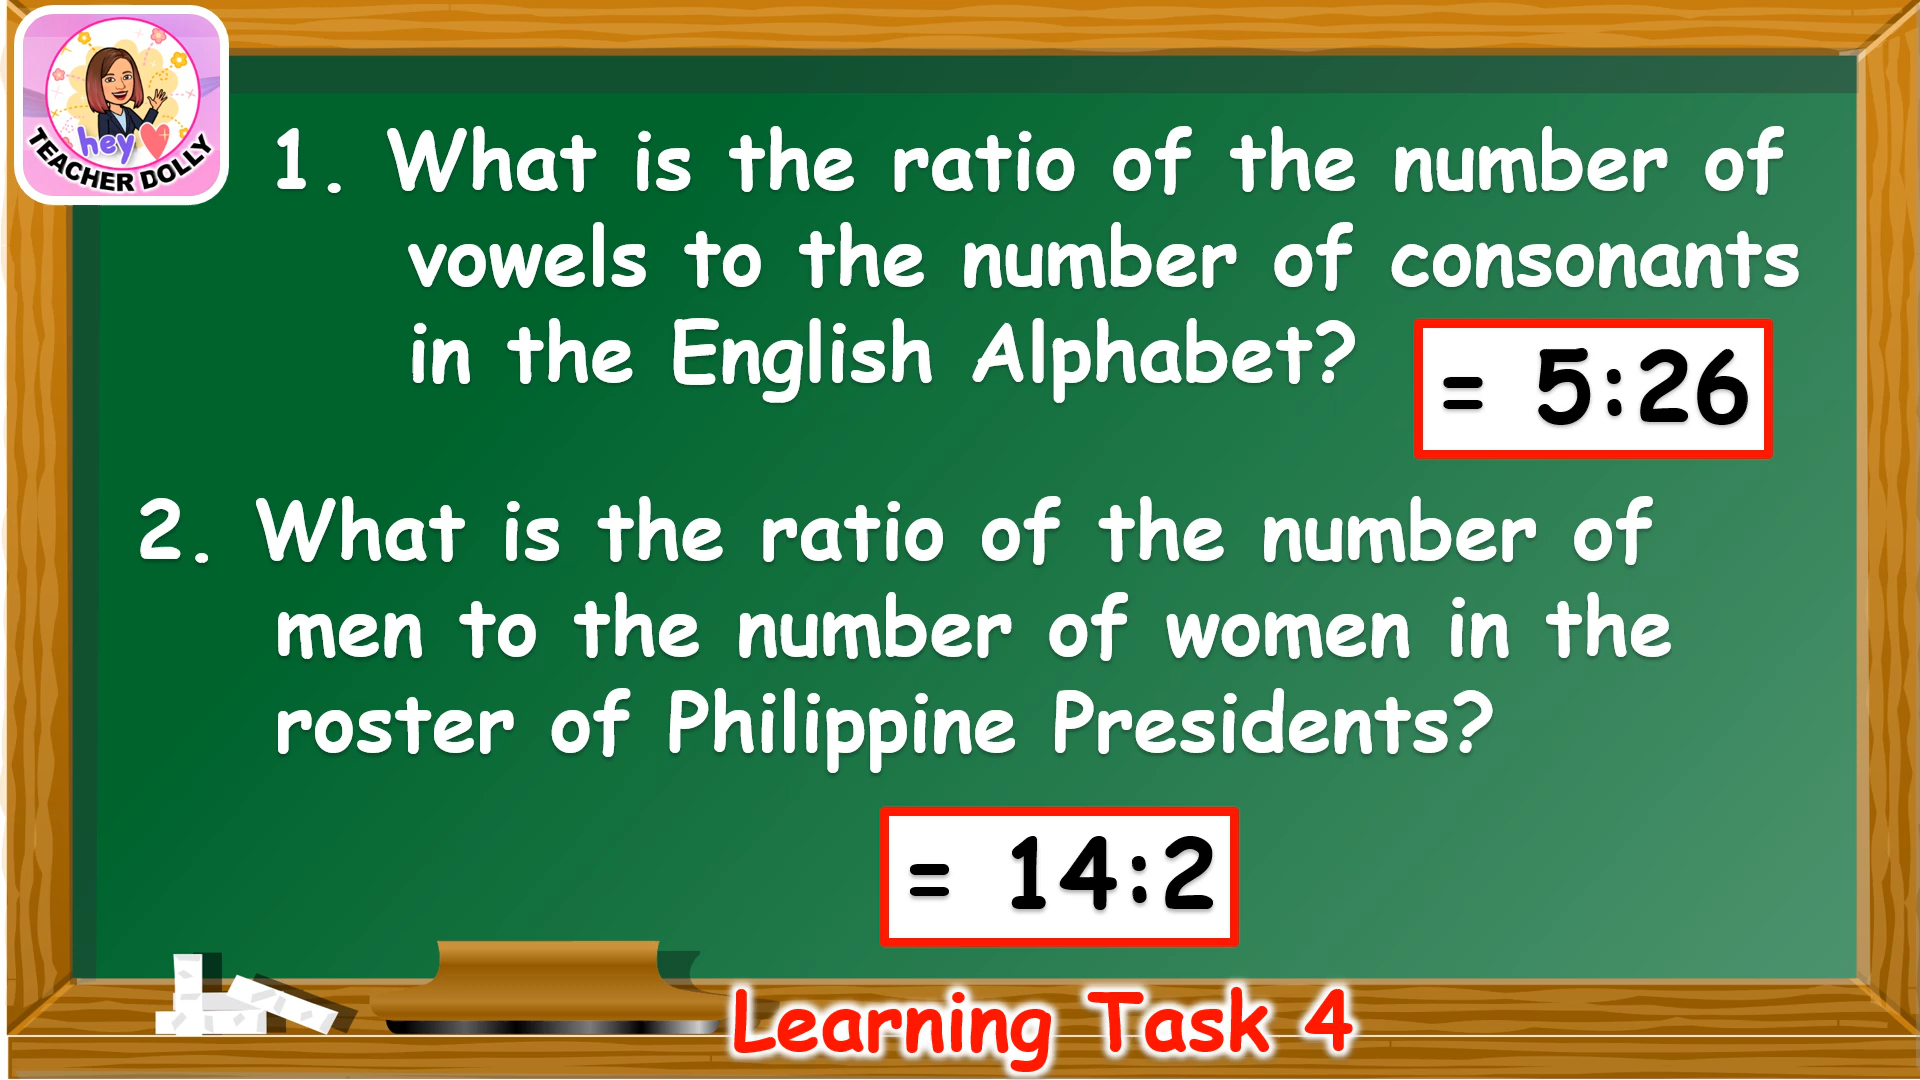 hey
TEACHER DOLLY
1. What is the ratio of the number of
vowels to the number of consonants
in the English Alphabet?
= 5:26
2. What is the ratio of the number of
men to the number of women in the
roster of Philippine Presidents?
= 14:2
Learning Task 4